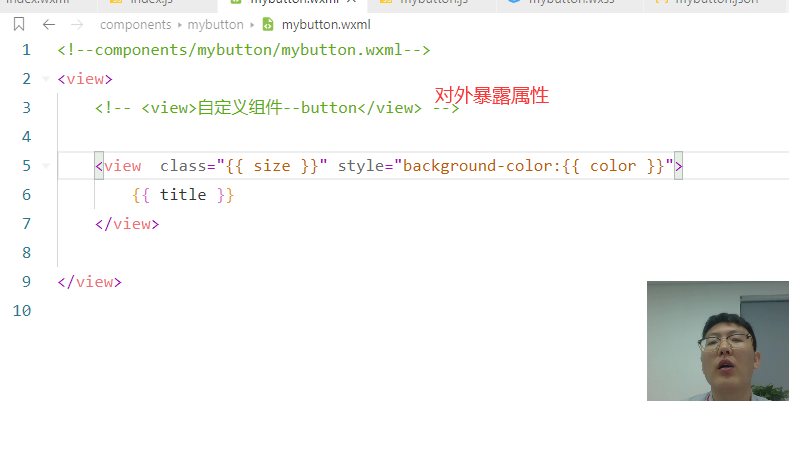 index.wxml index.js mybutton.wxml mybutton.js mybutton.wxss mybutton.json
components mybutton mybutton.wxml
1 <!--components/mybutton/mybutton.wxml-->
2 <view>
对外暴露属性
3 <!-- <view>自定义组件--button</view> -->
4
5 <view  class="{{ size }}" style="background-color:{{ color }}">
6 {{ title }}
7 </view>
8
9 </view>
10